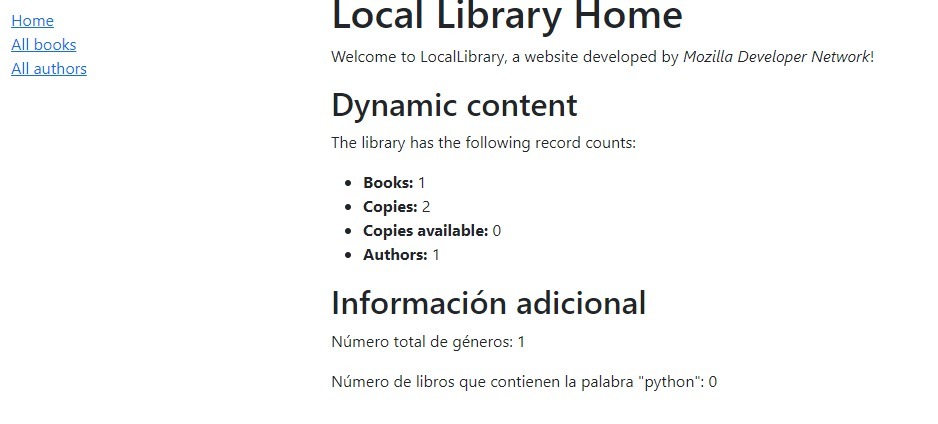 Home
All books
All authors
Local Library Home
Welcome to LocalLibrary, a website developed by Mozilla Developer Network!
Dynamic content
The library has the following record counts:
Books: 1
Copies: 2
Copies available: 0
Authors: 1
Información adicional
Número total de géneros: 1
Número de libros que contienen la palabra "python": 0